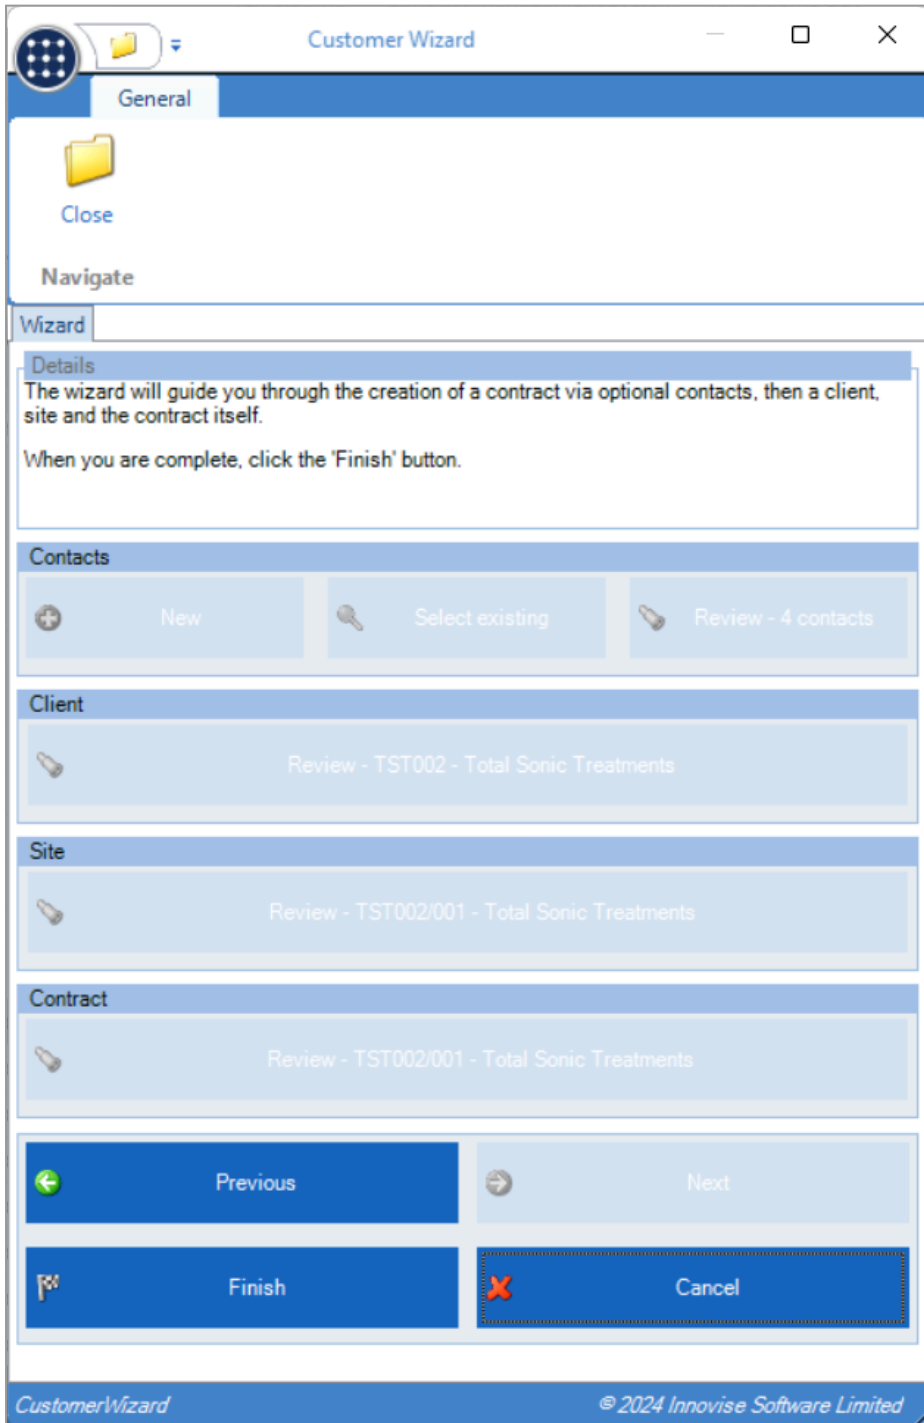 Customer Wizard
General
Close
Navigate
Wizard
Details
The wizard will guide you through the creation of a contract via optional contacts, then a client,
site and the contract itself.
When you are complete, click the 'Finish' button.
Contacts
New
Select existing
Review - 4 contacts
Client
Review - TST002 - Total Sonic Treatments
Site
Review - TST002/001 - Total Sonic Treatments
Contract
Review - TST002/001 - Total Sonic Treatments
Previous
Next
Finish
Cancel
CustomerWizard
© 2024 Innovise Software Limited